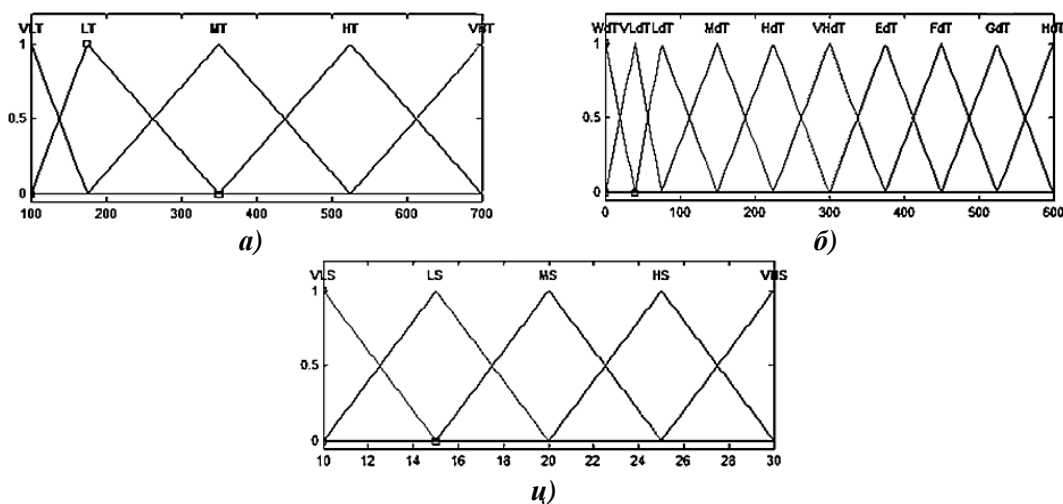 VLT LT MT HT VHT
1
0.5
0
100 200 300 400 500 600 700
а)
WdT VLdT LdT MdT HdT VHdT EdT FdT GdT HdT
1
0.5
0
0 100 200 300 400 500 600
б)
VLS LS MS HS VHS
1
0.5
0
10 12 14 16 18 20 22 24 26 28 30
ц)